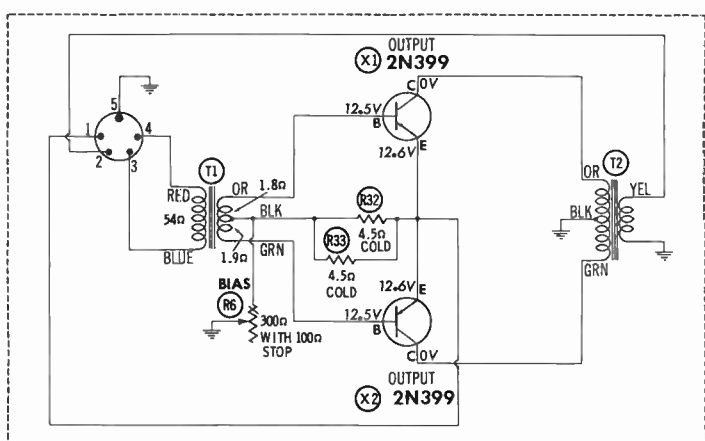 OUTPUT
X1 2N399
C 0V
12.5V
B
12.6V E
5
1
4
2
3
T1
T2
RED
OR
1.8Ω
54Ω
BLK
R32
4.5Ω
COLD
R33
4.5Ω
COLD
BLUE
1.9Ω
GRN
BIAS
R6
300Ω
WITH 100Ω
STOP
12.6V E
12.5V
B
C 0V
OUTPUT
X2 2N399
OR
YEL
BLK
GRN